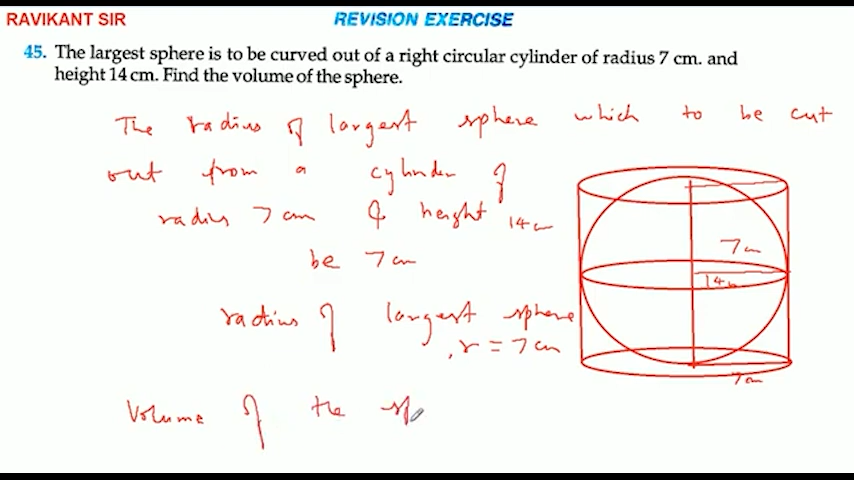 RAVIKANT SIR
REVISION EXERCISE
45. The largest sphere is to be curved out of a right circular cylinder of radius 7 cm. and
height 14 cm. Find the volume of the sphere.
The radius of largest sphere which to be cut
out from a cylinder of
radius 7 cm & height 14 cm
be 7 cm
radius of largest sphere
, r = 7 cm
Volume of the sp
7 cm
14 cm
7 cm